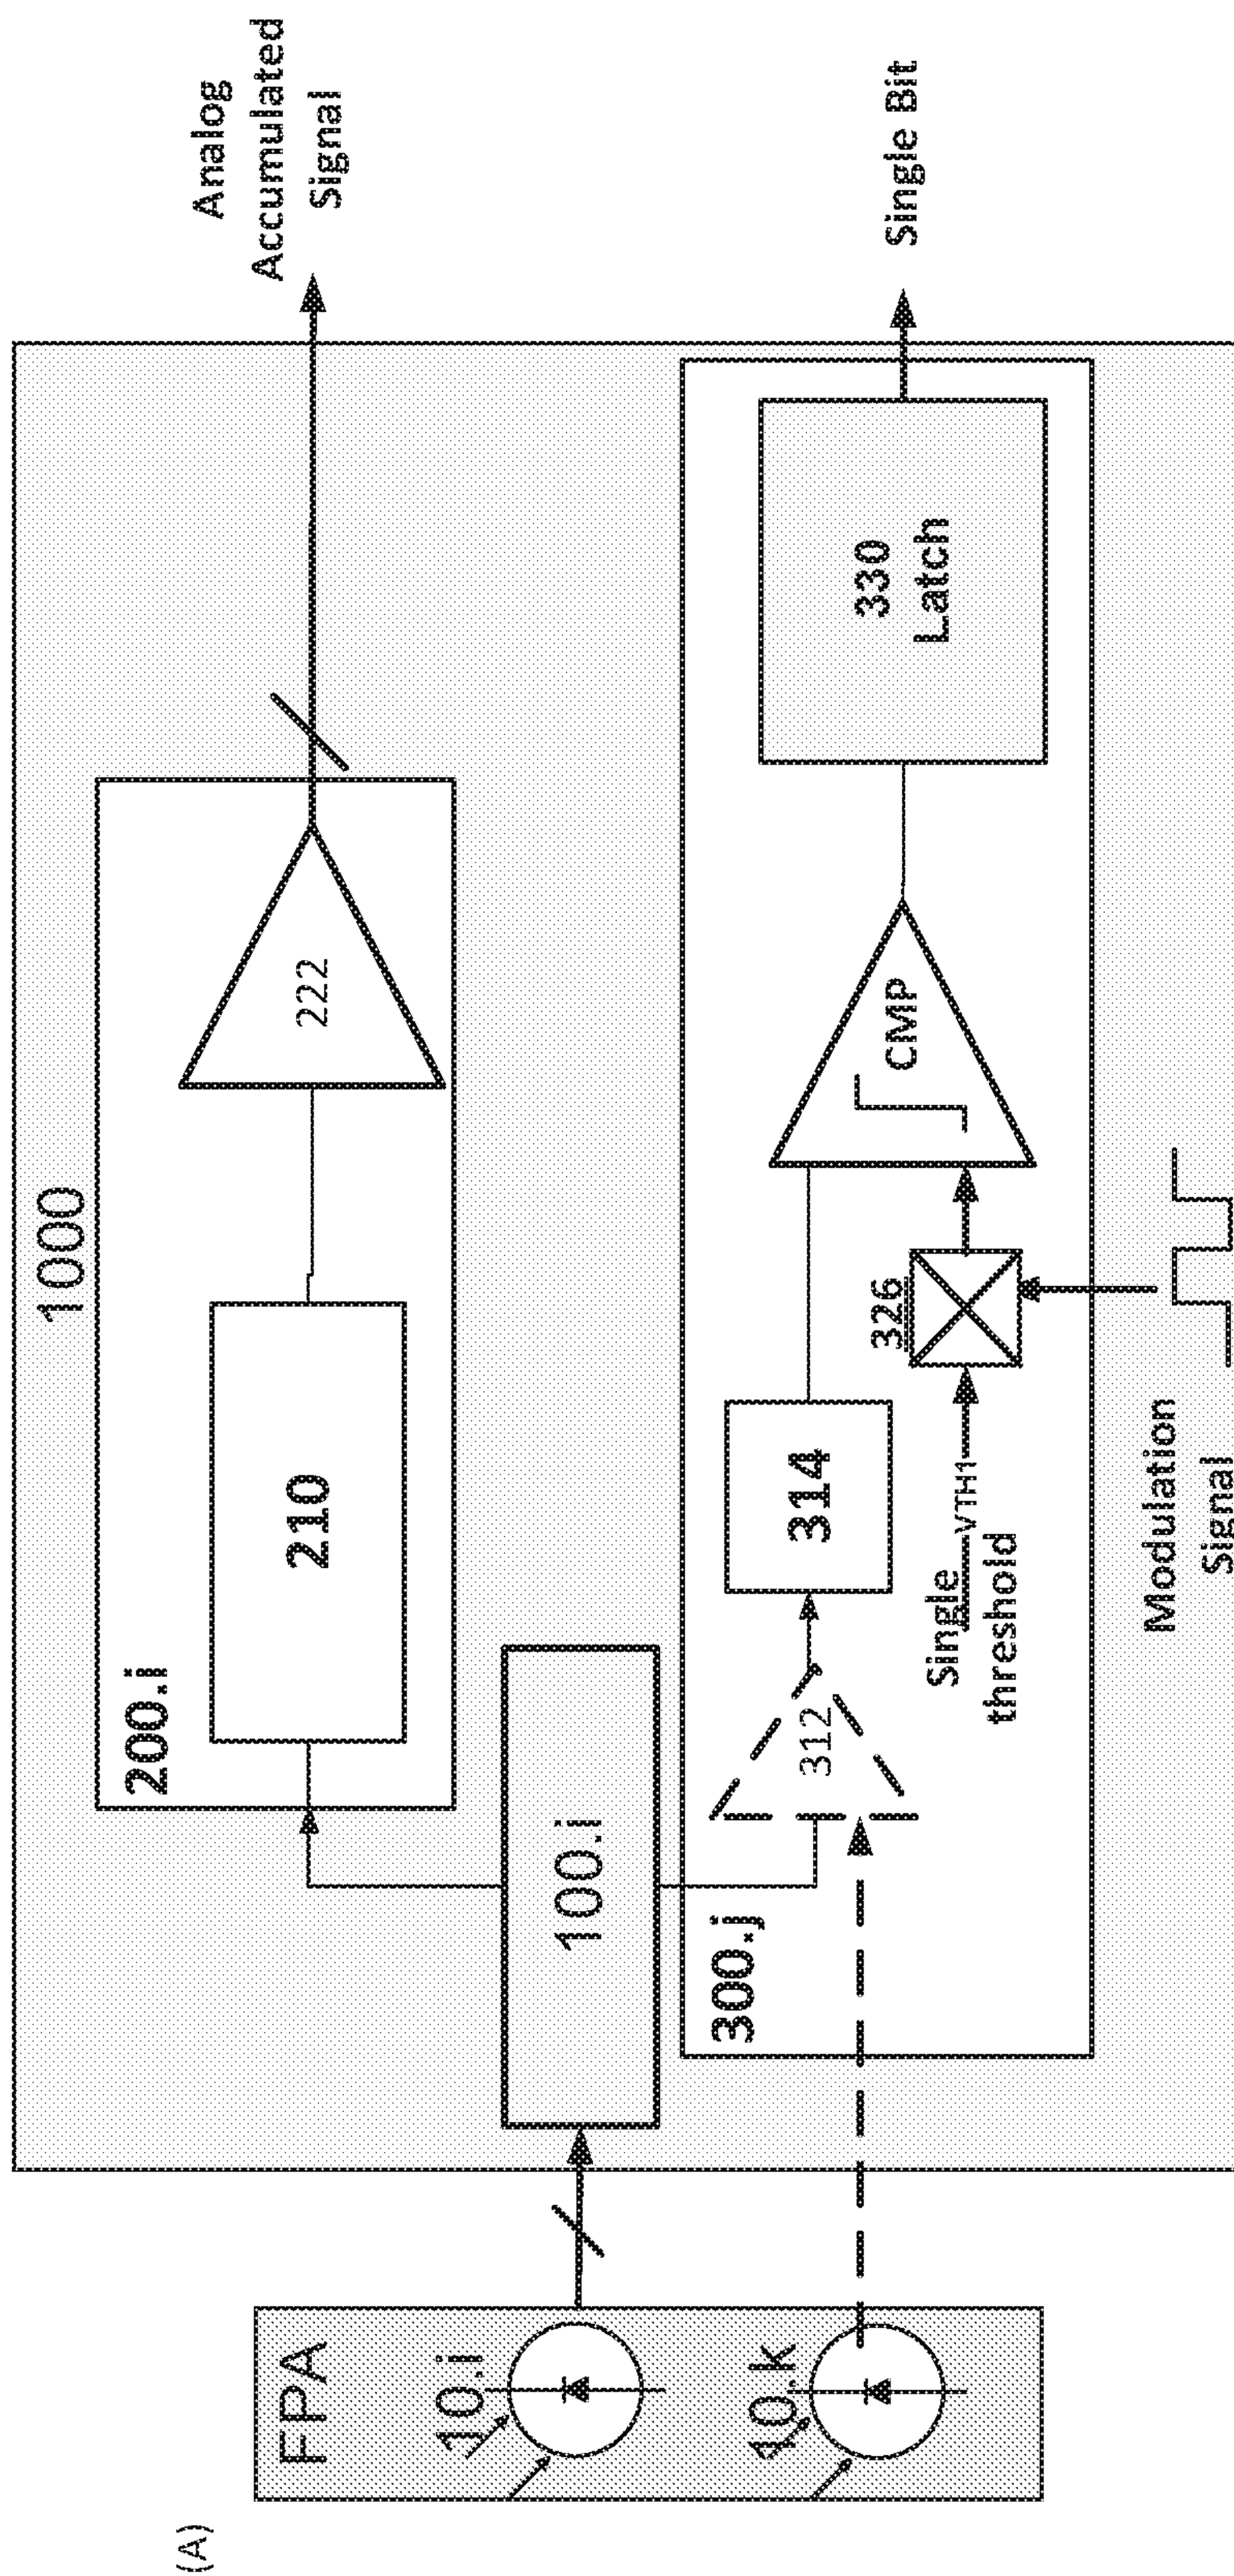 (A)
FPA
10.i
10.k
1000
100.i
200.i
210
222
Analog
Accumulated
Signal
300.j
312
314
Single
threshold
VTH1
326
CMP
330
Latch
Single Bit
Modulation
Signal